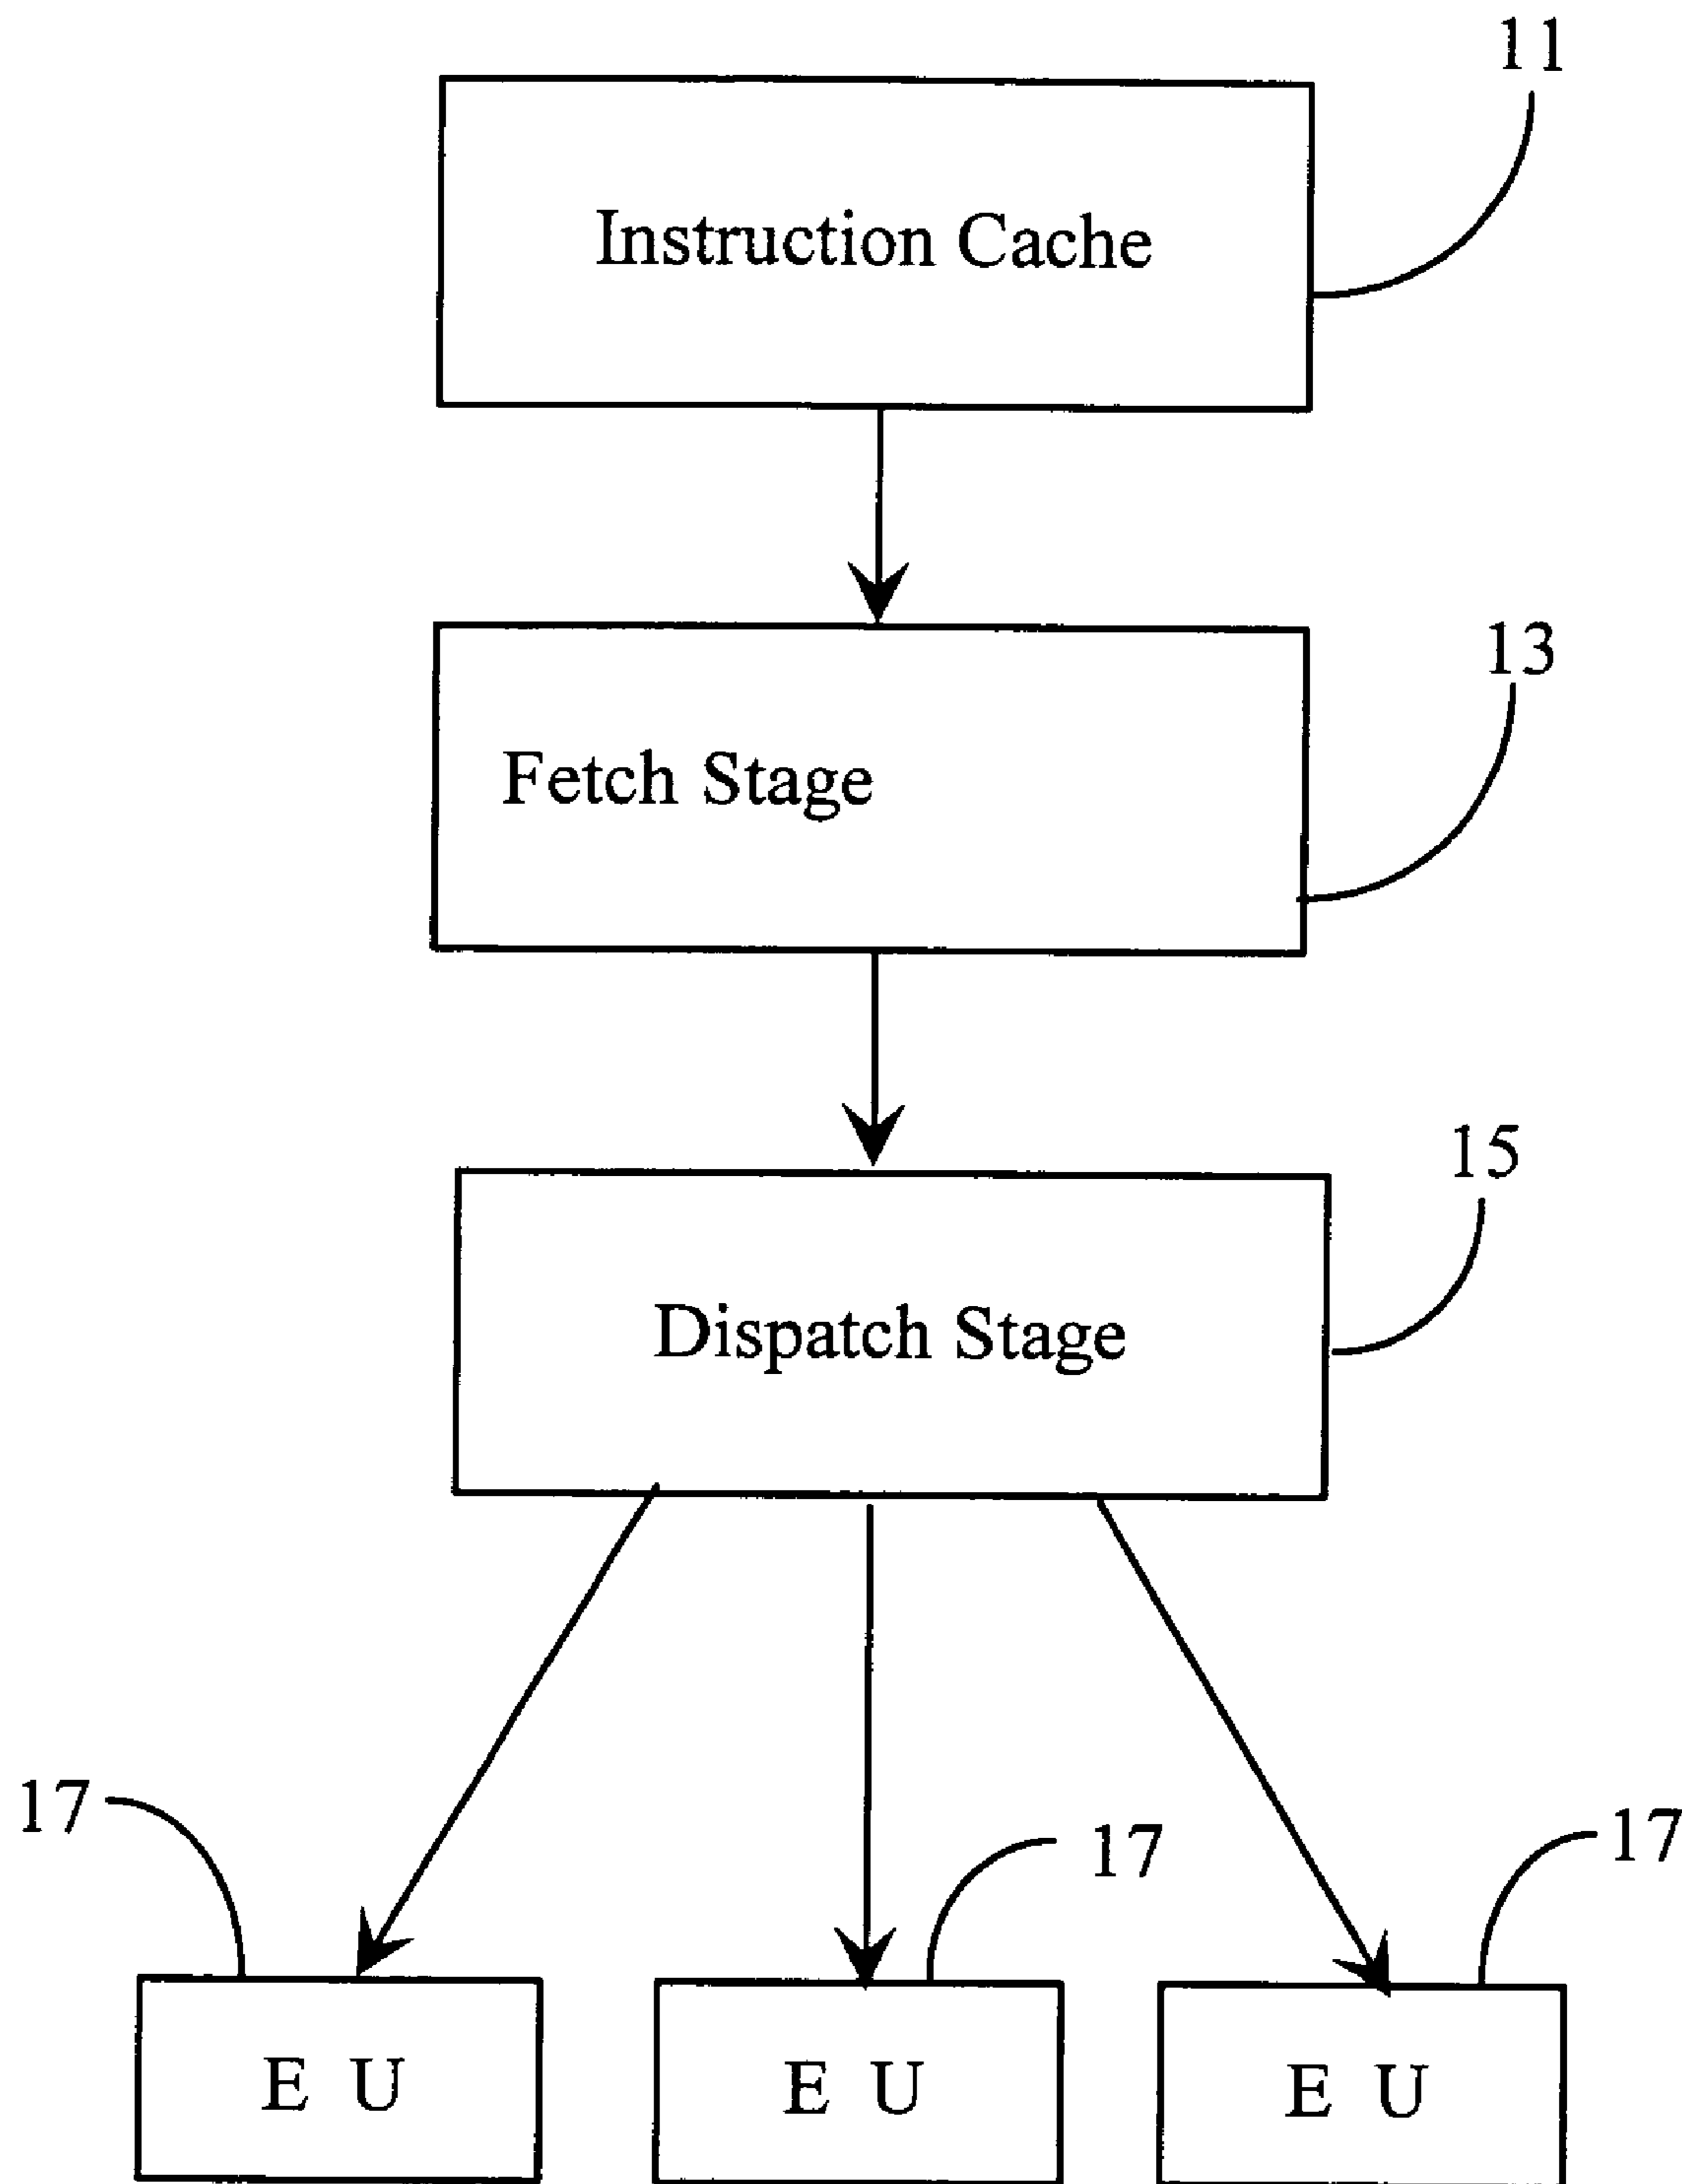 11
Instruction Cache
13
Fetch Stage
15
Dispatch Stage
17
17
17
E U
E U
E U